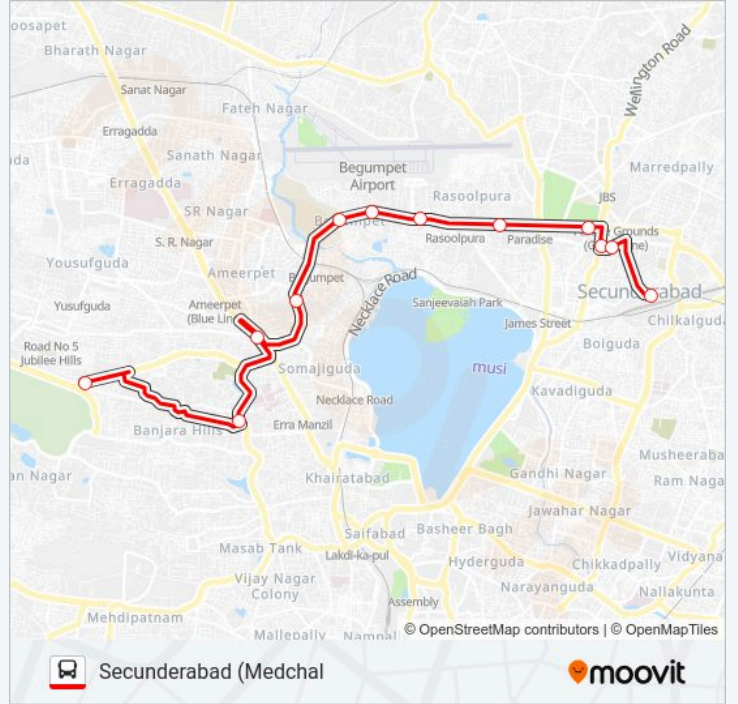 oosapet
Bharath Nagar
Wellington Road
Sanat Nagar
Fateh Nagar
Erragadda
Sanath Nagar
Marredpally
ada
Begumpet
Airport
Erragadda
Rasoolpura
JBS
SR Nagar
Grounds
S. R. Nagar
Rasoolpura
Paradise
Yousufguda
Ameerpet
Necklace Road
Secunderabad
Yusufguda
Ameerpet
(Blue Lin
Sanjeevaiah Park
James Street
Chilkalguda
Road No 5
Jubilee Hills
Boiguda
Somajiguda
musi
Kavadiguda
Necklace Road
Banjara Hills
Erra Manzil
Musheeraba
an Nagar
Khairatabad
Gandhi Nagar
Ram Naga
Jawahar Nagar
Saifabad
Basheer Bagh
Masab Tank
Lakdi-ka-pul
Vidyana
Hyderguda
Chikkadpally
Vijay Nagar
Colony
Narayanguda
Nallakunta
Assembly
Mehdipatnam
Mallepally
Nampal
© OpenStreetMap contributors | © OpenMapTiles
Secunderabad (Medchal
moovit